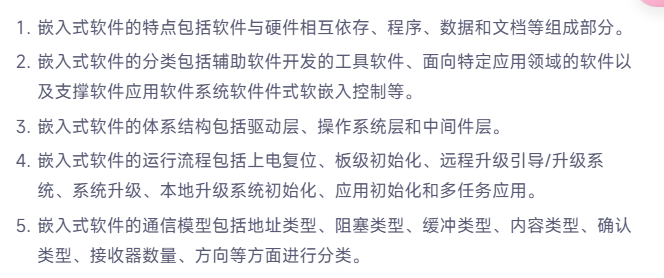 1. 嵌入式软件的特点包括软件与硬件相互依存、程序、数据和文档等组成部分。
2. 嵌入式软件的分类包括辅助软件开发的工具软件、面向特定应用领域的软件以
及支撑软件应用软件系统软件件式软嵌入控制等。
3. 嵌入式软件的体系结构包括驱动层、操作系统层和中间件层。
4. 嵌入式软件的运行流程包括上电复位、板级初始化、远程升级引导/升级系
统、系统升级、本地升级系统初始化、应用初始化和多任务应用。
5. 嵌入式软件的通信模型包括地址类型、阻塞类型、缓冲类型、内容类型、确认
类型、接收器数量、方向等方面进行分类。